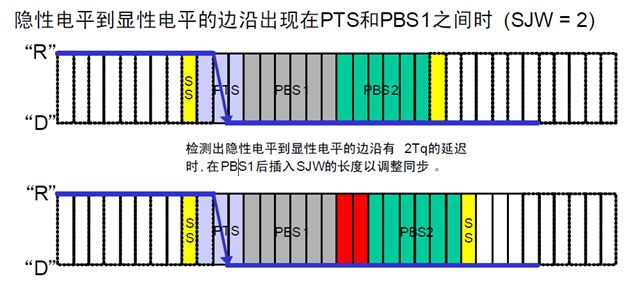 隐性电平到显性电平的边沿出现在PTS和PBS1之间时 (SJW = 2)
“R”
SS
PTS
PBS1
PBS2
“D”
检测出隐性电平到显性电平的边沿有 2Tq的延迟
时,在PBS1后插入SJW的长度以调整同步 。
“R”
SS
PTS
PBS1
PBS2
SS
“D”